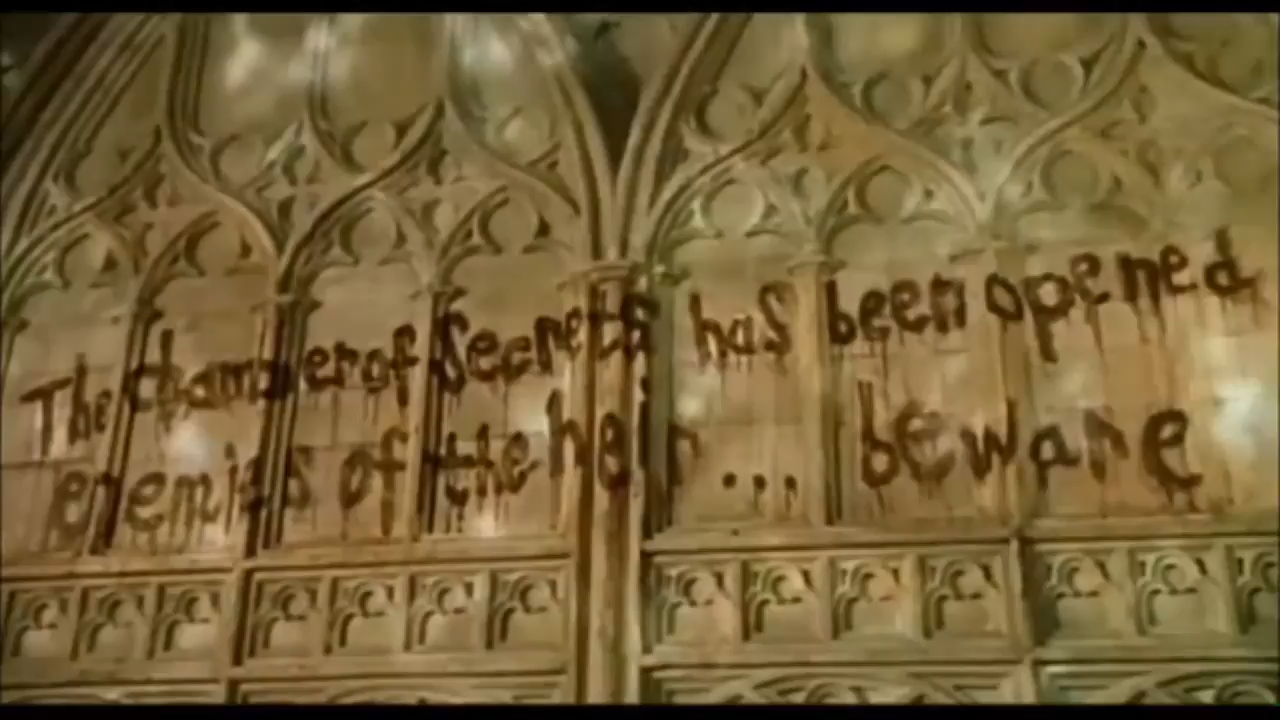 The Chamber of Secrets has been opened
enemies of the heir... beware